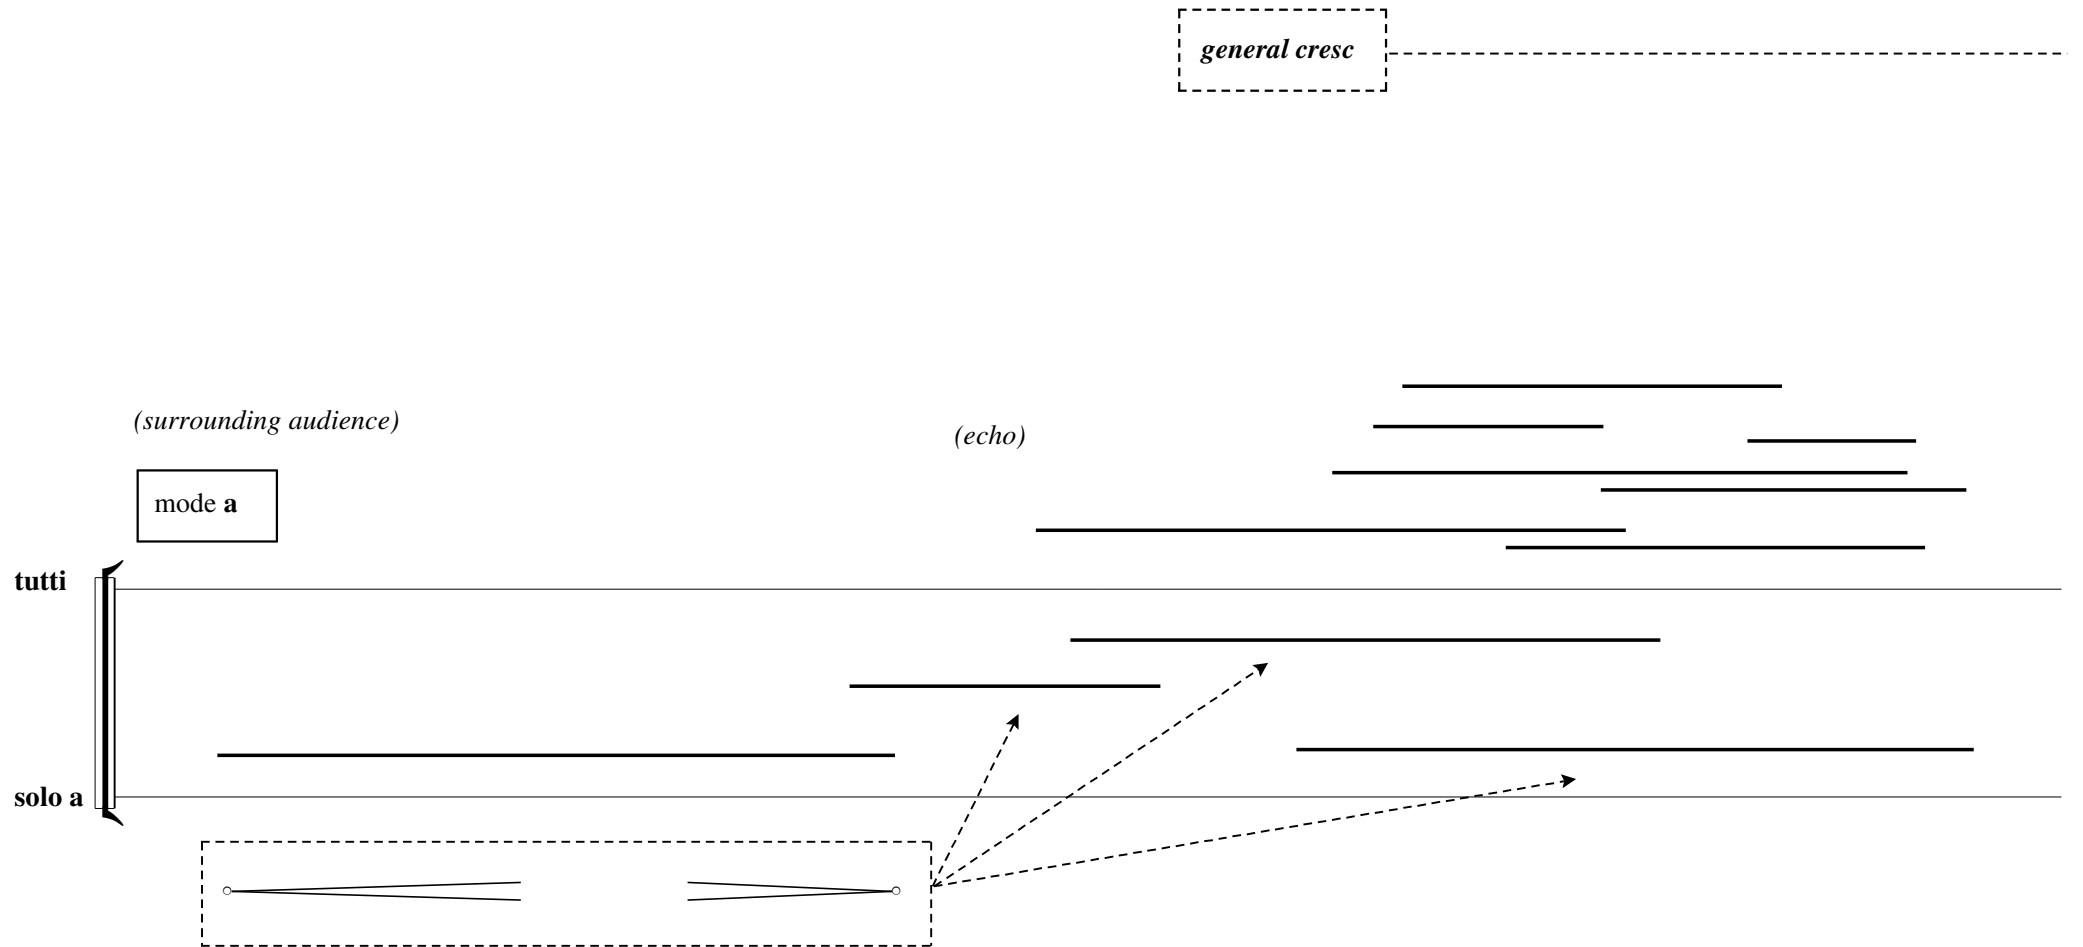 general cresc
(surrounding audience)
(echo)
mode a
tutti
solo a